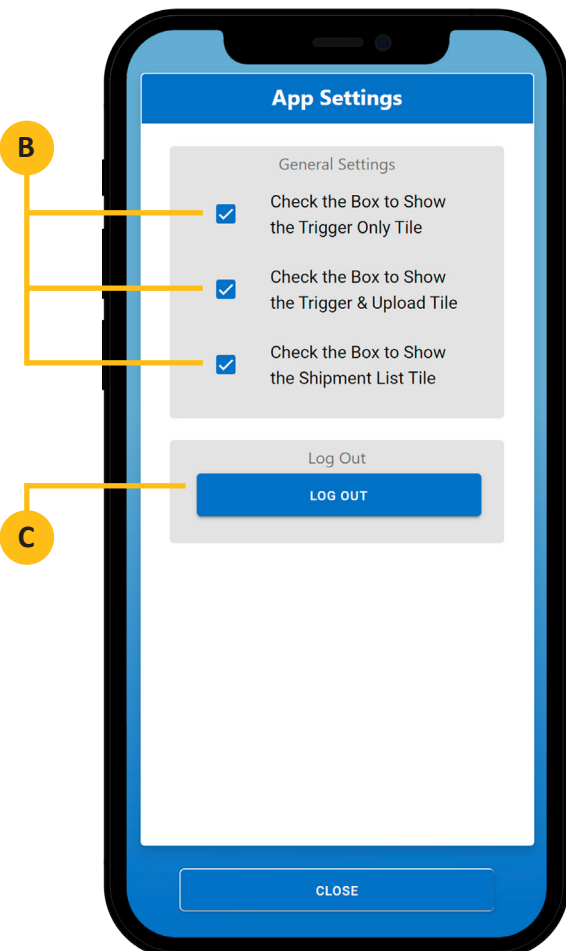 App Settings
B
General Settings
Check the Box to Show
the Trigger Only Tile
Check the Box to Show
the Trigger & Upload Tile
Check the Box to Show
the Shipment List Tile
Log Out
LOG OUT
C
CLOSE